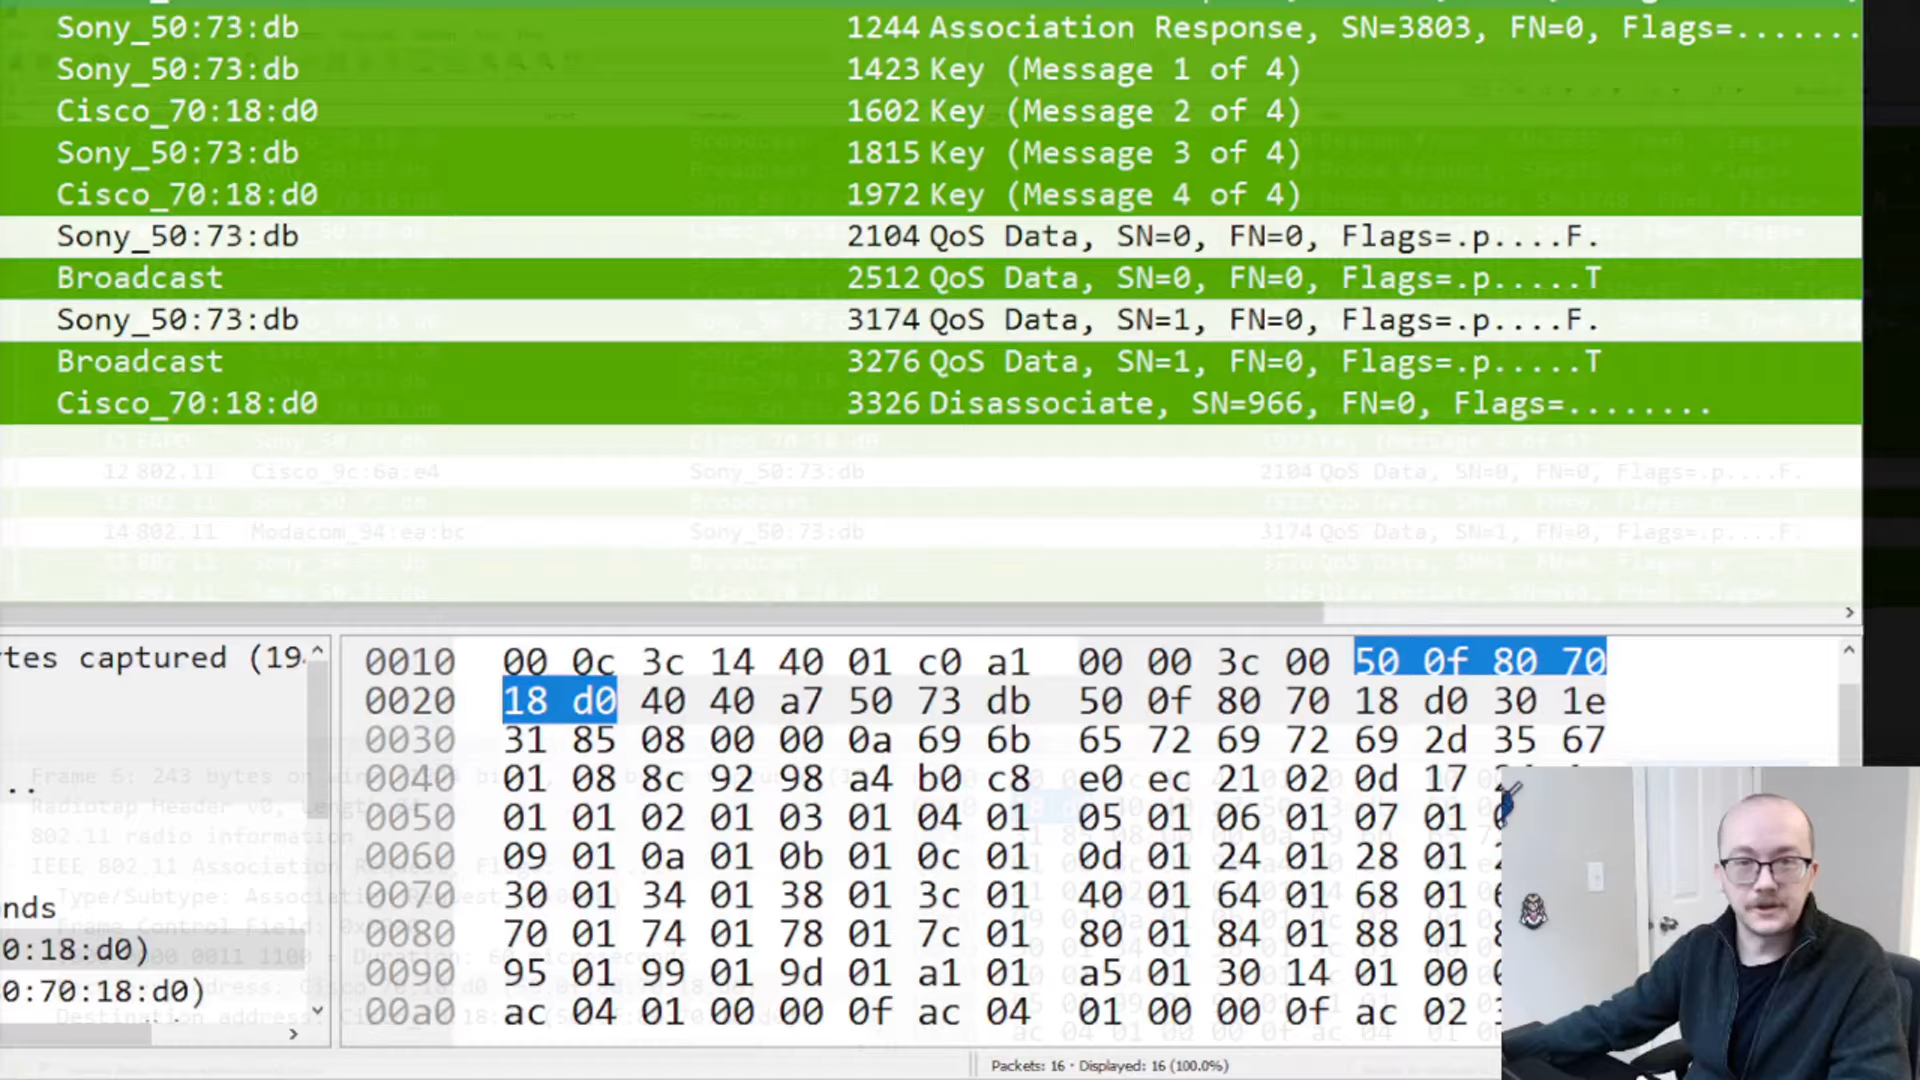 Sony_50:73:db 1244 Association Response, SN=3803, FN=0, Flags=........
Sony_50:73:db 1423 Key (Message 1 of 4)
Cisco_70:18:d0 1602 Key (Message 2 of 4)
Sony_50:73:db 1815 Key (Message 3 of 4)
Cisco_70:18:d0 1972 Key (Message 4 of 4)
Sony_50:73:db 2104 QoS Data, SN=0, FN=0, Flags=.p....F.
Broadcast 2512 QoS Data, SN=0, FN=0, Flags=.p.....T
Sony_50:73:db 3174 QoS Data, SN=1, FN=0, Flags=.p....F.
Broadcast 3276 QoS Data, SN=1, FN=0, Flags=.p.....T
Cisco_70:18:d0 3326 Disassociate, SN=966, FN=0, Flags=........
12 802.11 Cisco_9c:6a:e4 Sony_50:73:db 2104 QoS Data, SN=0, FN=0, Flags=.p....F.
14 802.11 Modacom_94:ea:bc Sony_50:73:db 3174 QoS Data, SN=1, FN=0, Flags=.p....F.
tes captured (19
onds
0:18:d0)
0:70:18:d0)
0010 00 0c 3c 14 40 01 c0 a1 00 00 3c 00 50 0f 80 70
0020 18 d0 40 40 a7 50 73 db 50 0f 80 70 18 d0 30 1e
0030 31 85 08 00 00 0a 69 6b 65 72 69 72 69 2d 35 67
0040 01 08 8c 92 98 a4 b0 c8 e0 ec 21 02 0d 17
0050 01 01 02 01 03 01 04 01 05 01 06 01 07 01
0060 09 01 0a 01 0b 01 0c 01 0d 01 24 01 28 01
0070 30 01 34 01 38 01 3c 01 40 01 64 01 68 01
0080 70 01 74 01 78 01 7c 01 80 01 84 01 88 01
0090 95 01 99 01 9d 01 a1 01 a5 01 30 14 01 00
00a0 ac 04 01 00 00 0f ac 04 01 00 00 0f ac 02
Packets: 16 · Displayed: 16 (100.0%)